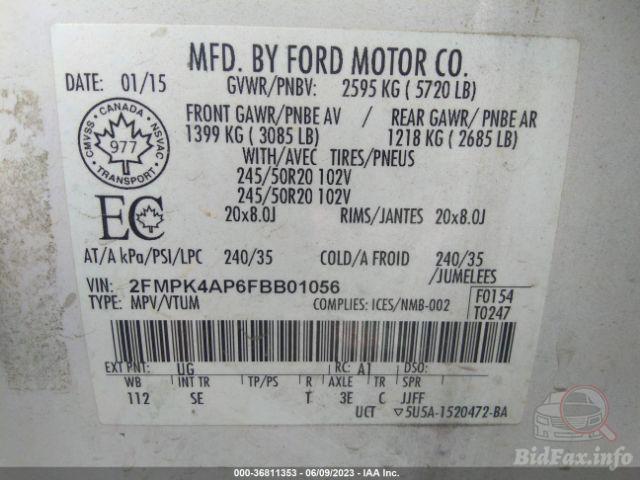 MFD. BY FORD MOTOR CO.
DATE: 01/15
GVWR/PNBV: 2595 KG ( 5720 LB)
FRONT GAWR/PNBE AV / REAR GAWR/ PNBE AR
1399 KG ( 3085 LB) 1218 KG ( 2685 LB)
WITH/AVEC TIRES/PNEUS
245/50R20 102V
245/50R20 102V
20x8.0J RIMS/JANTES 20x8.0J
CANADA
CMVSS NSVAC
977
TRANSPORT
EC
AT/A kPa/PSI/LPC 240/35 COLD/A FROID 240/35
/JUMELEES
VIN: 2FMPK4AP6FBB01056
TYPE: MPV/VTUM COMPLIES: ICES/NMB-002
F0154
T0247
EXT PNT: UG RC: A1 DSO:
WB INT TR TP/PS R AXLE TR SPR
112 SE T 3E C JJFF
UCT ▽5U5A-1520472-BA
000-36811353 - 06/09/2023 - IAA Inc.
BidFax.info